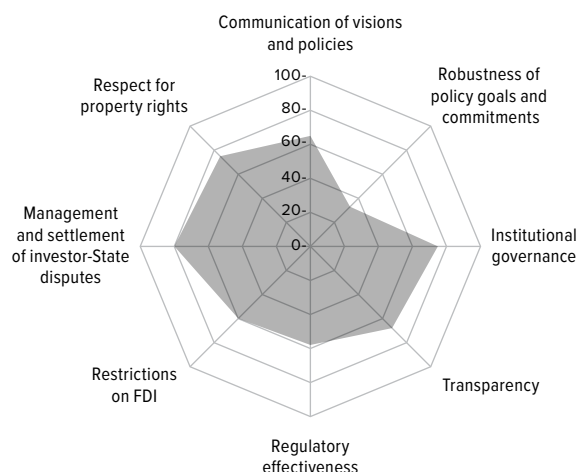 Communication of visions
and policies
Robustness of
policy goals and
commitments
Respect for
property rights
100-
80-
60-
40-
20-
0-
Management
and settlement
of investor-State
disputes
Institutional
governance
Restrictions
on FDI
Transparency
Regulatory
effectiveness